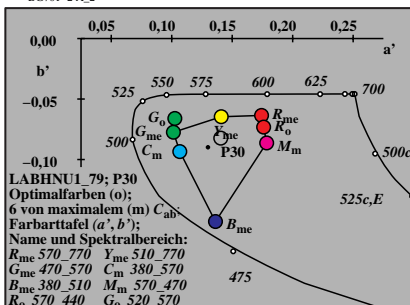 0,05 0,15 0,20 0,25
0,00
a'
b'
−0,05
−0,10
525 550 575 600 625 700
500
500c
525c,E
475
G_o
G_me
C_m
Y_me
P30
R_me
R_o
M_m
B_me
LABHNU1_79; P30
Optimalfarben (o);
6 von maximalem (m) C_ab'
Farbarttafel (a', b');
Name und Spektralbereich:
R_me 570_770 Y_me 510_770
G_me 470_570 C_m 380_570
B_me 380_510 M_m 570_470
R_o 570_440 G_o 520_570